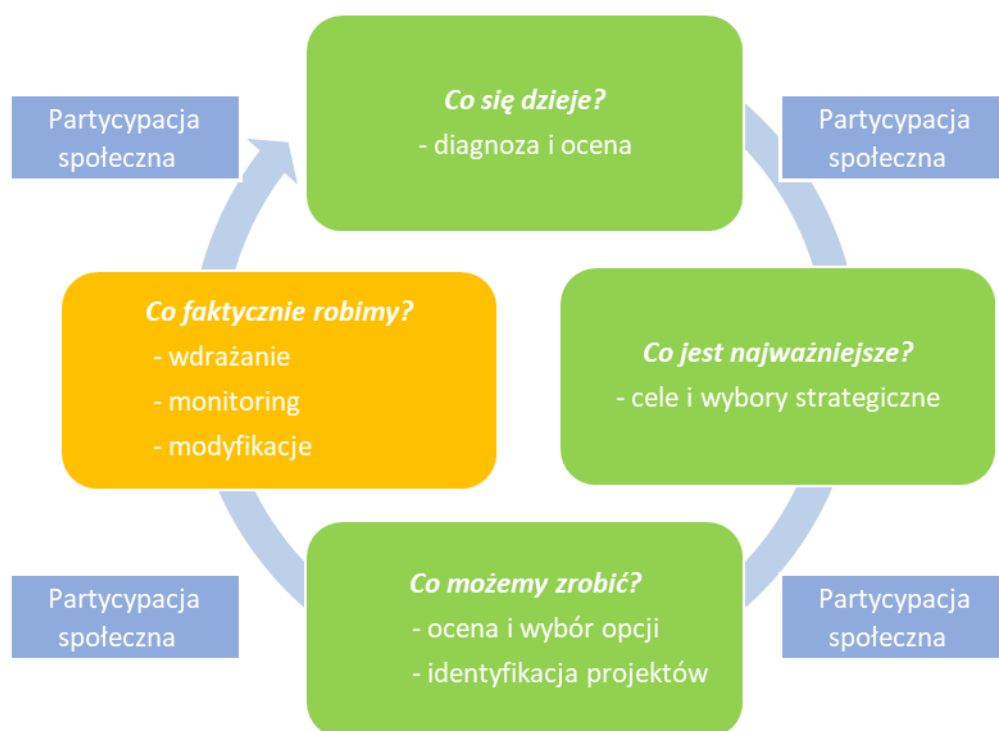 Co się dzieje?
- diagnoza i ocena
Partycypacja
społeczna
Partycypacja
społeczna
Co faktycznie robimy?
- wdrażanie
- monitoring
- modyfikacje
Co jest najważniejsze?
- cele i wybory strategiczne
Co możemy zrobić?
- ocena i wybór opcji
- identyfikacja projektów
Partycypacja
społeczna
Partycypacja
społeczna